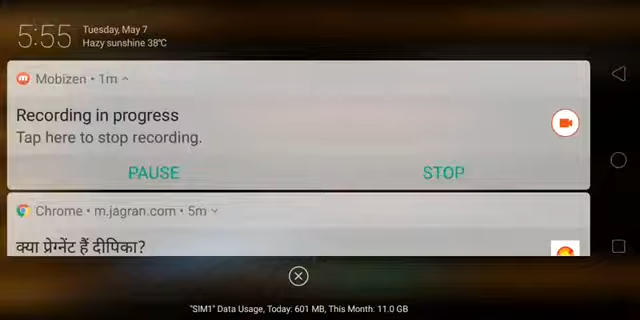 5:55
Tuesday, May 7
Hazy sunshine 38°C
Mobizen • 1m
Recording in progress
Tap here to stop recording.
PAUSE STOP
Chrome • m.jagran.com • 5m
क्या प्रेग्नेंट हैं दीपिका?
"SIM1" Data Usage, Today: 601 MB, This Month: 11.0 GB